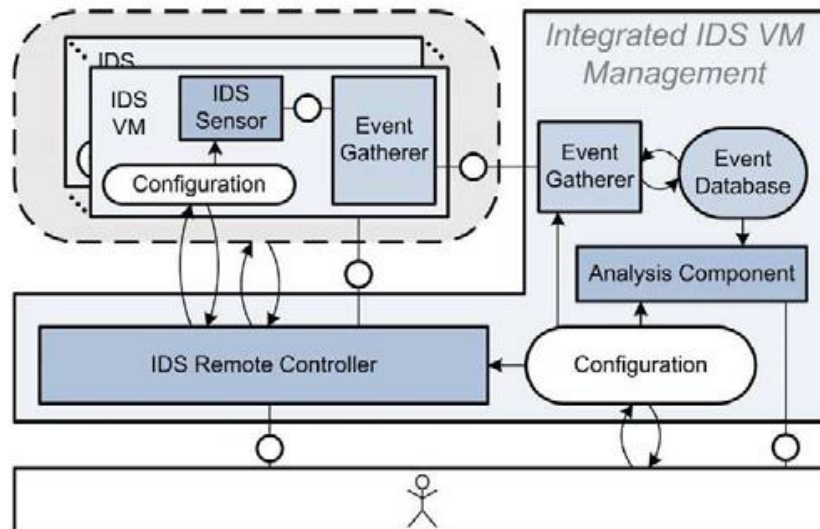 Integrated IDS VM
Management
IDS
IDS
VM
IDS
Sensor
Event
Gatherer
Configuration
Event
Gatherer
Event
Database
Analysis Component
IDS Remote Controller
Configuration